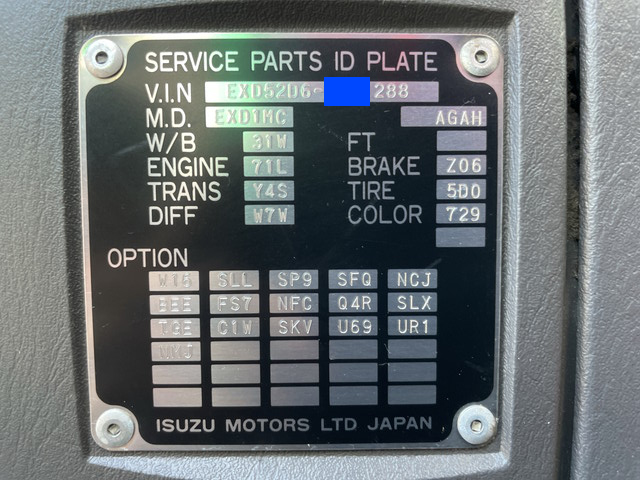 SERVICE PARTS ID PLATE
V.I.N EXD52D6- 288
M.D. EXD1MC AGAH
W/B 31W FT
ENGINE 71L BRAKE Z06
TRANS Y4S TIRE 5D0
DIFF W7W COLOR 729
OPTION
W15 SLL SP9 SFQ NCJ
BEE FS7 NFC Q4R SLX
TGE C1W SKV U69 UR1
ISUZU MOTORS LTD JAPAN